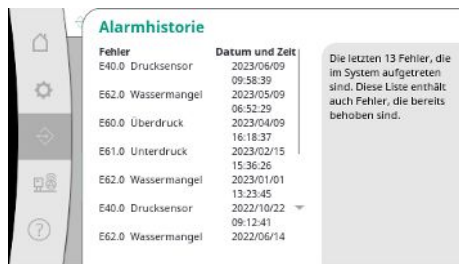 Alarmhistorie
Fehler Datum und Zeit
E40.0 Drucksensor 2023/06/09
09:58:39
E62.0 Wassermangel 2023/05/09
06:52:29
E60.0 Überdruck 2023/04/09
16:18:37
E61.0 Unterdruck 2023/02/15
15:36:26
E62.0 Wassermangel 2023/01/01
13:23:45
E40.0 Drucksensor 2022/10/22
09:12:41
E62.0 Wassermangel 2022/06/14
Die letzten 13 Fehler, die
im System aufgetreten
sind. Diese Liste enthält
auch Fehler, die bereits
behoben sind.